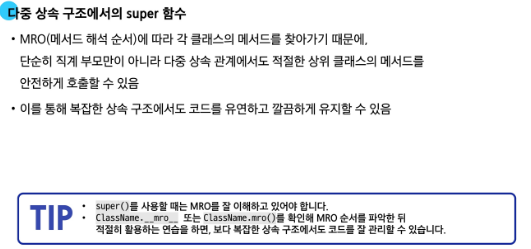 다중 상속 구조에서의 super 함수
• MRO(메서드 해석 순서)에 따라 각 클래스의 메서드를 찾아가기 때문에,
단순히 직계 부모만이 아니라 다중 상속 관계에서도 적절한 상위 클래스의 메서드를
안전하게 호출할 수 있음
• 이를 통해 복잡한 상속 구조에서도 코드를 유연하고 깔끔하게 유지할 수 있음
TIP
• super()를 사용할 때는 MRO를 잘 이해하고 있어야 합니다.
• ClassName.__mro__ 또는 ClassName.mro()를 확인해 MRO 순서를 파악한 뒤
적절히 활용하는 연습을 하면, 보다 복잡한 상속 구조에서도 코드를 잘 관리할 수 있습니다.